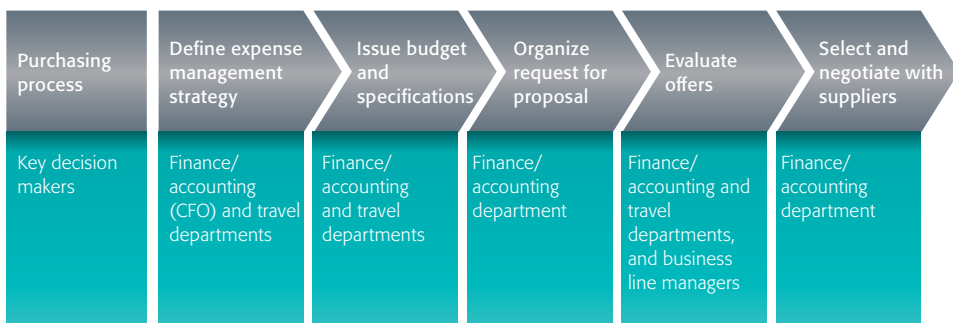 Purchasing
process
Define expense
management
strategy
Issue budget
and
specifications
Organize
request for
proposal
Evaluate
offers
Select and
negotiate with
suppliers
Key decision
makers
Finance/
accounting
(CFO) and travel
departments
Finance/
accounting
and travel
departments
Finance/
accounting
department
Finance/
accounting and
travel
departments,
and business
line managers
Finance/
accounting
department